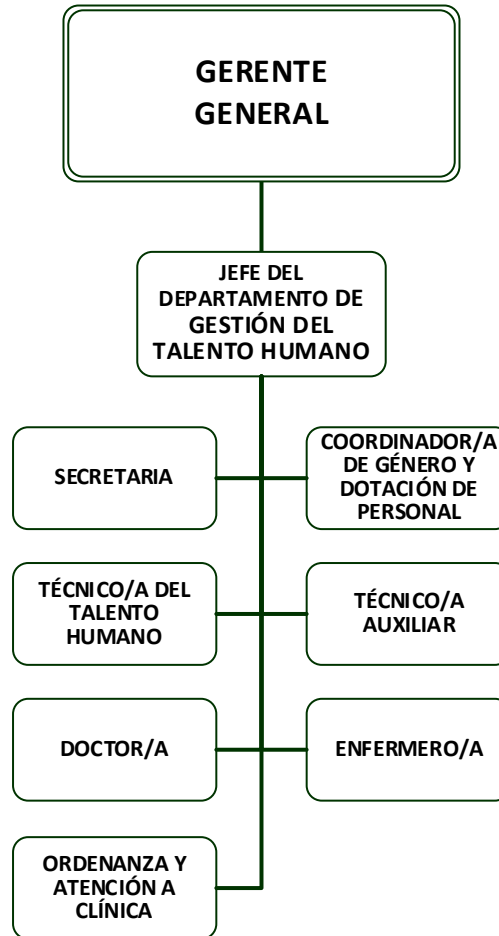 GERENTE
GENERAL
JEFE DEL
DEPARTAMENTO DE
GESTIÓN DEL
TALENTO HUMANO
SECRETARIA
COORDINADOR/A
DE GÉNERO Y
DOTACIÓN DE
PERSONAL
TÉCNICO/A DEL
TALENTO
HUMANO
TÉCNICO/A
AUXILIAR
DOCTOR/A
ENFERMERO/A
ORDENANZA Y
ATENCIÓN A
CLÍNICA